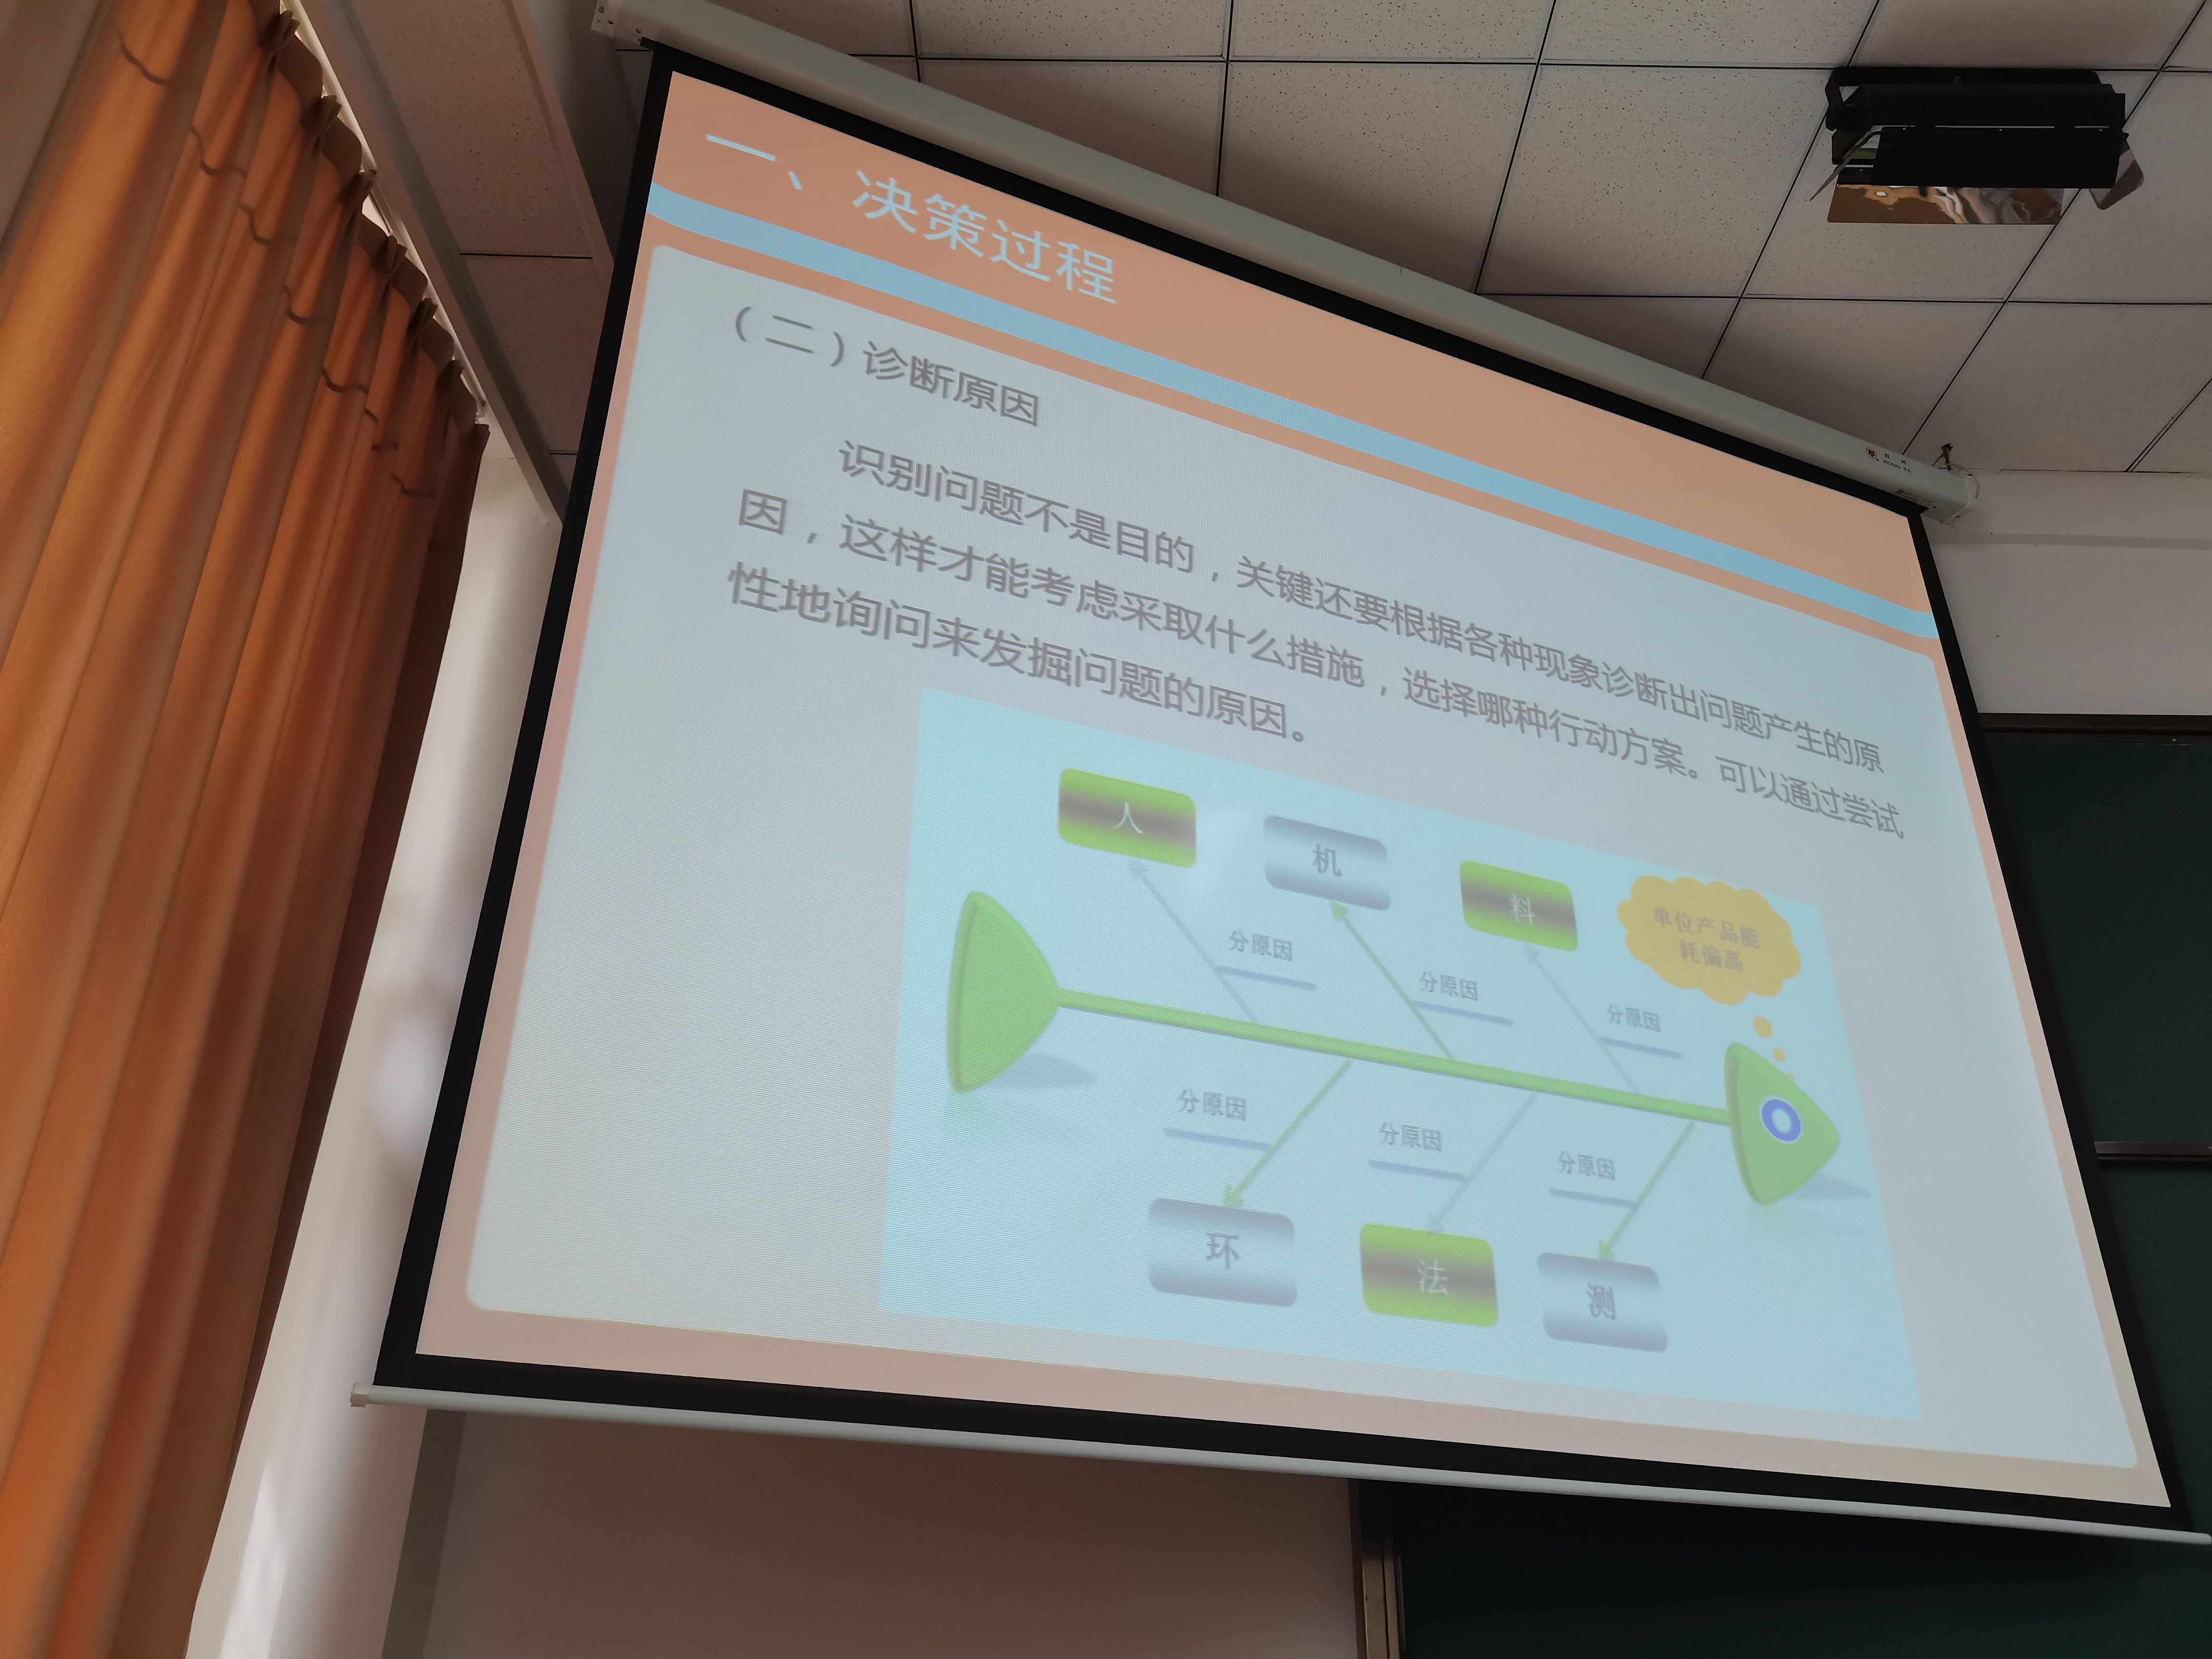 一、决策过程
（二）诊断原因
识别问题不是目的，关键还要根据各种现象诊断出问题产生的原
因，这样才能考虑采取什么措施，选择哪种行动方案。可以通过尝试
性地询问来发掘问题的原因。
人
机
料
单位产品能
耗偏高
分原因
分原因
分原因
分原因
分原因
分原因
环
法
测